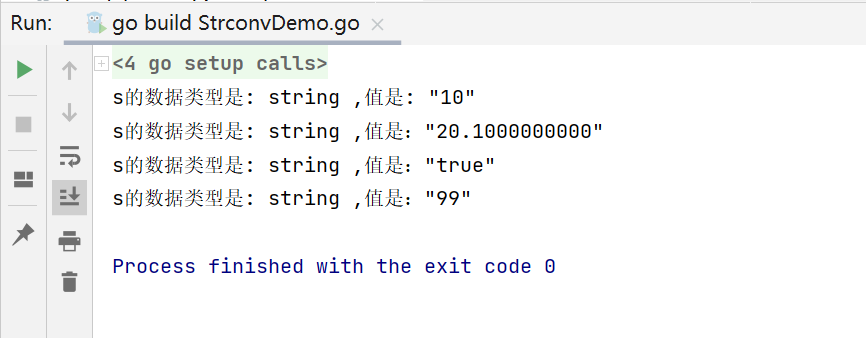 Run: go build StrconvDemo.go
<4 go setup calls>
s的数据类型是: string ,值是: "10"
s的数据类型是: string ,值是："20.1000000000"
s的数据类型是: string ,值是："true"
s的数据类型是: string ,值是："99"
Process finished with the exit code 0